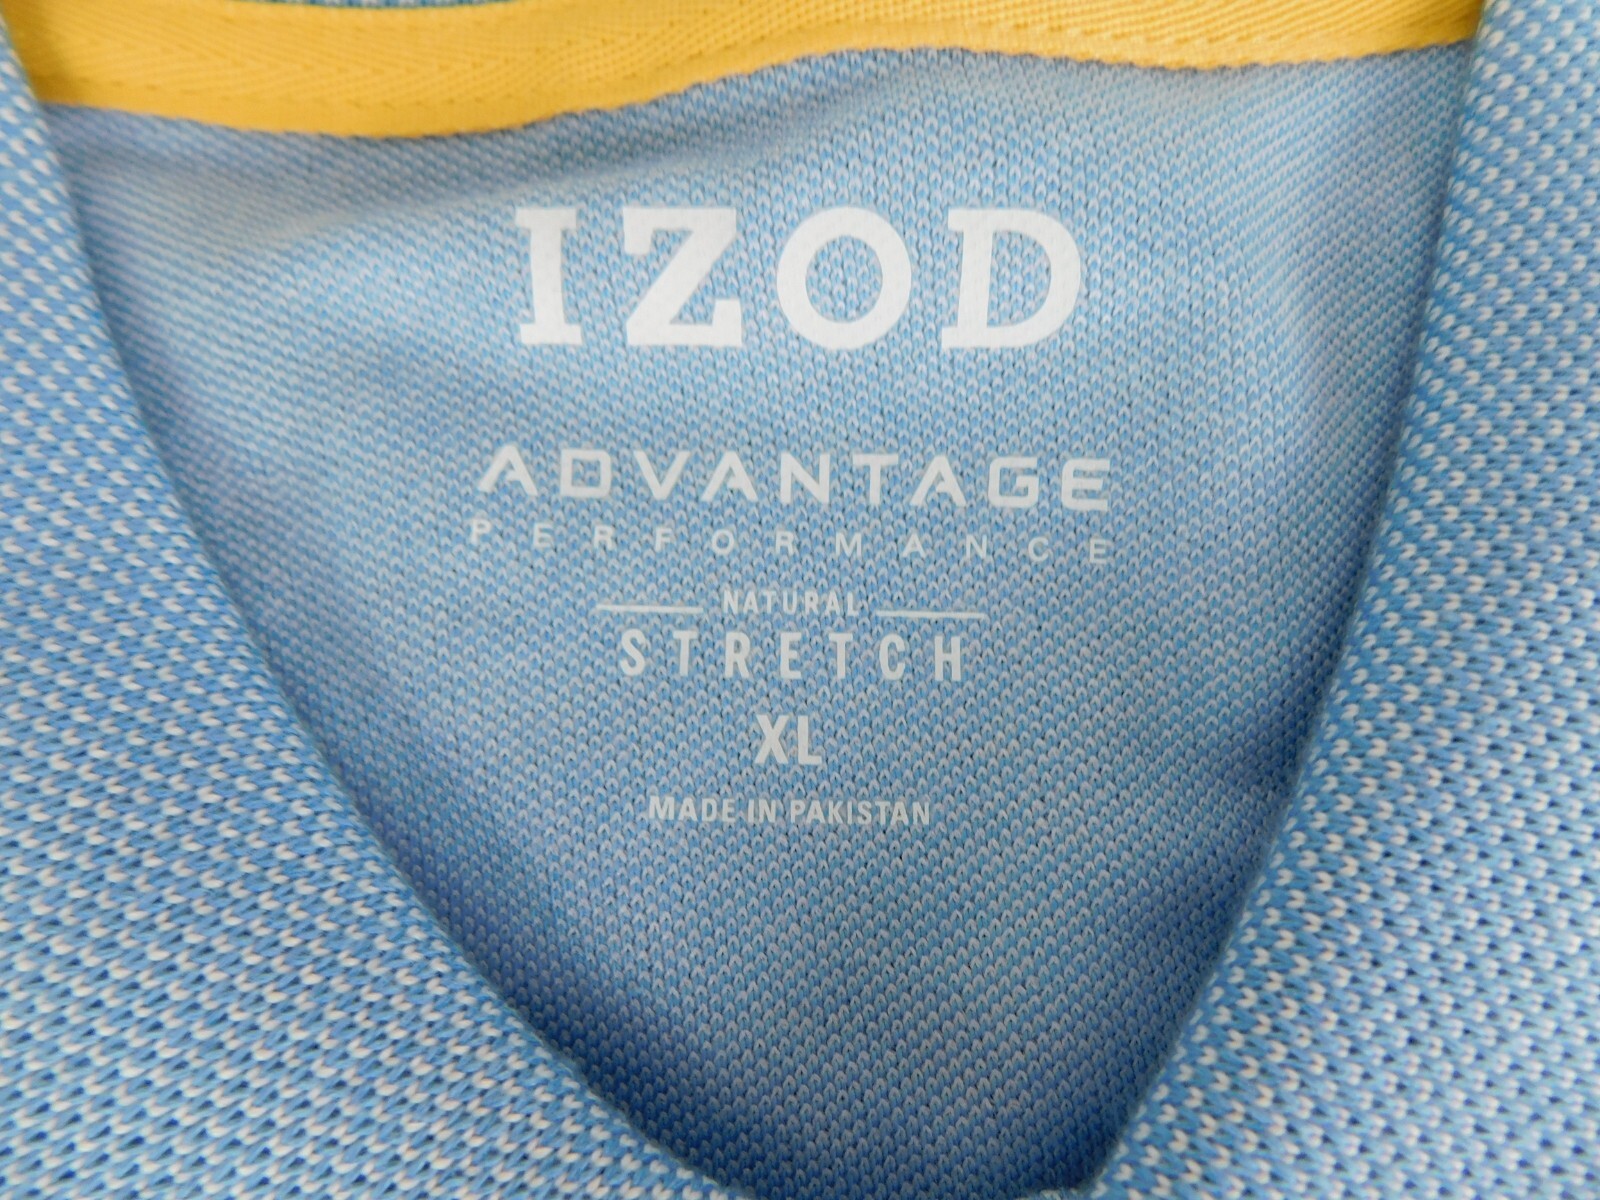 IZOD
ADVANTAGE
PERFORMANCE
NATURAL
STRETCH
XL
MADE IN PAKISTAN